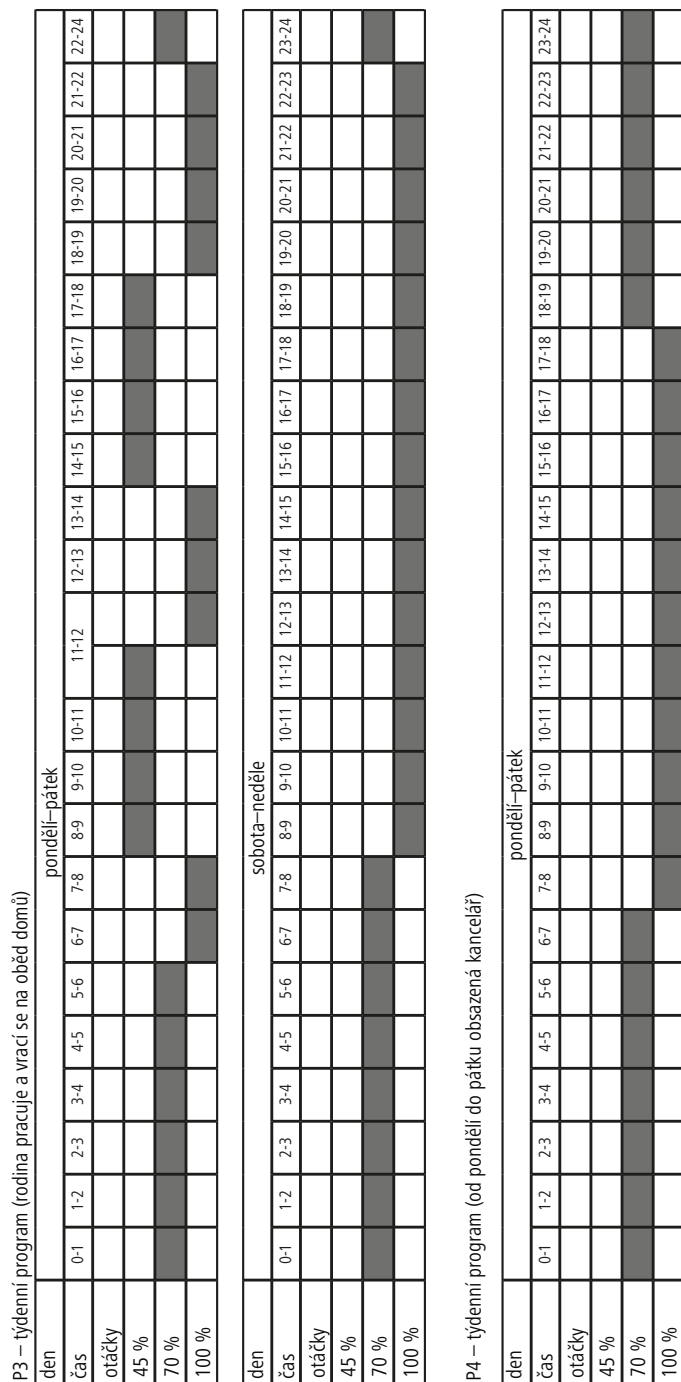 P3 – týdenní program (rodina pracuje a vrací se na oběd domů)
den pondělí–pátek
čas 0-1 1-2 2-3 3-4 4-5 5-6 6-7 7-8 8-9 9-10 10-11 11-12 12-13 13-14 14-15 15-16 16-17 17-18 18-19 19-20 20-21 21-22 22-24
otáčky
45 %
70 %
100 %
den sobota–neděle
čas 0-1 1-2 2-3 3-4 4-5 5-6 6-7 7-8 8-9 9-10 10-11 11-12 12-13 13-14 14-15 15-16 16-17 17-18 18-19 19-20 20-21 21-22 22-23 23-24
otáčky
45 %
70 %
100 %
P4 – týdenní program (od pondělí do pátku obsazená kancelář)
den pondělí–pátek
čas 0-1 1-2 2-3 3-4 4-5 5-6 6-7 7-8 8-9 9-10 10-11 11-12 12-13 13-14 14-15 15-16 16-17 17-18 18-19 19-20 20-21 21-22 22-23 23-24
otáčky
45 %
70 %
100 %